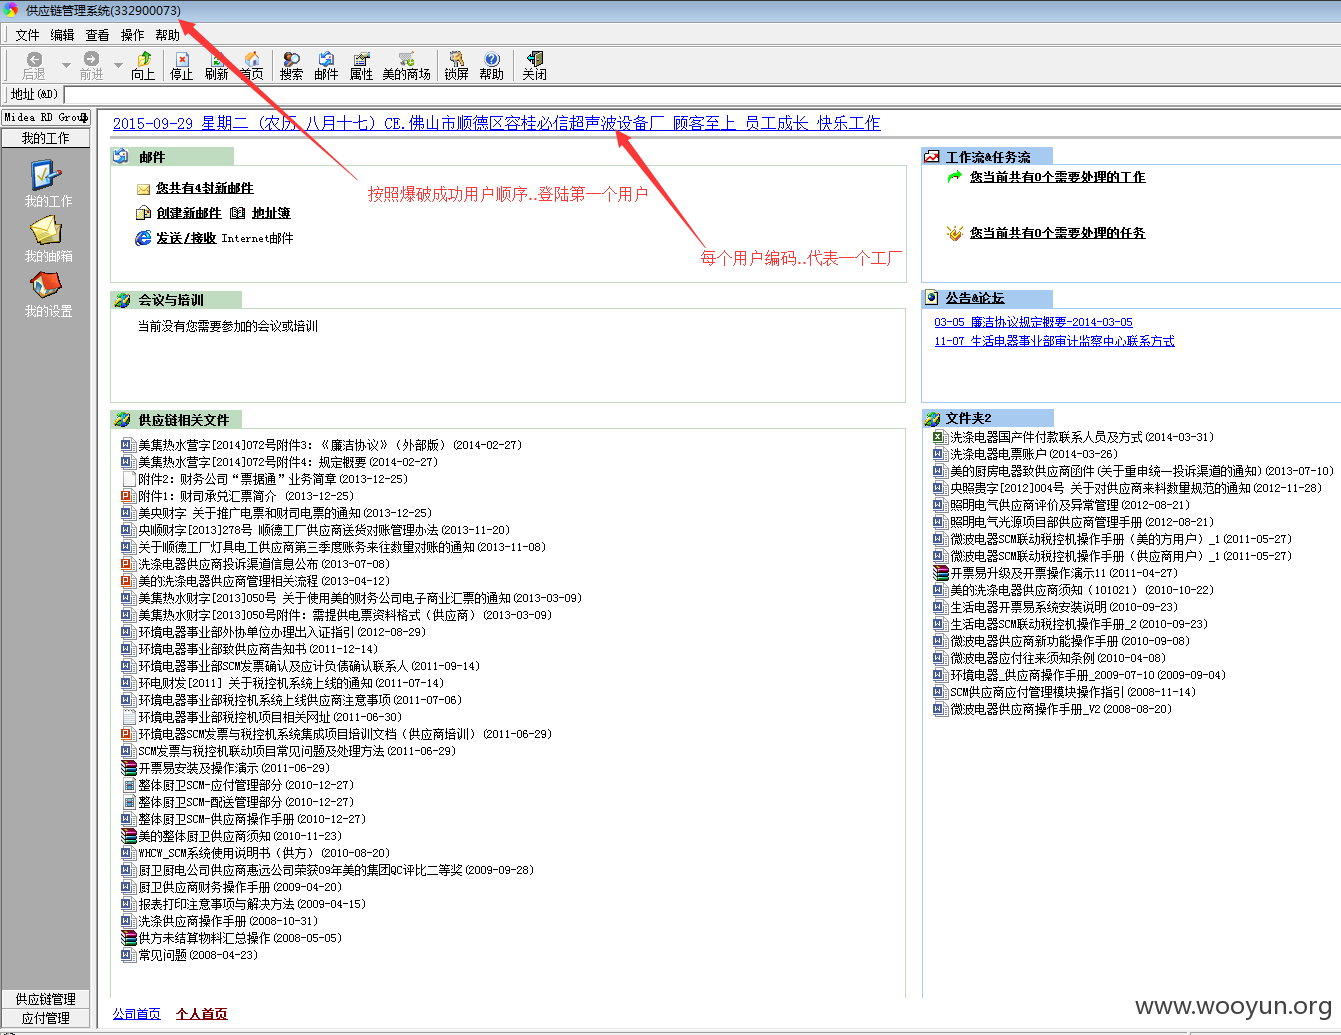 供应链管理系统(332900073)
文件 编辑 查看 操作 帮助
后退 前进 向上 停止 刷新 首页 搜索 邮件 属性 美的商场 锁屏 帮助 关闭
地址(&D)
Midea RD Group
我的工作
我的工作
我的邮箱
我的设置
供应链管理
应付管理
2015-09-29 星期二 (农历 八月十七) CE.佛山市顺德区容桂必信超声波设备厂 顾客至上 员工成长 快乐工作
邮件
您共有4封新邮件
创建新邮件 地址簿
发送/接收 Internet邮件
按照爆破成功用户顺序..登陆第一个用户
每个用户编码..代表一个工厂
会议与培训
当前没有您需要参加的会议或培训
供应链相关文件
美集热水营字[2014]072号附件3:《廉洁协议》(外部版)(2014-02-27)
美集热水营字[2014]072号附件4:规定概要(2014-02-27)
附件2:财务公司“票据通”业务简章(2013-12-25)
附件1:财司承兑汇票简介 (2013-12-25)
美央财字 关于推广电票和财司电票的通知(2013-12-25)
央顺财字[2013]278号 顺德工厂供应商送货对账管理办法(2013-11-20)
关于顺德工厂灯具电工供应商第三季度账务来往数量对账的通知(2013-11-08)
洗涤电器供应商投诉渠道信息公布(2013-07-08)
美的洗涤电器供应商管理相关流程(2013-04-12)
美集热水财字[2013]050号 关于使用美的财务公司电子商业汇票的通知(2013-03-09)
美集热水财字[2013]050号附件:需提供电票资料格式(供应商)(2013-03-09)
环境电器事业部外协单位办理出入证指引(2012-08-29)
环境电器事业部致供应商告知书(2011-12-14)
环境电器事业部SCM发票确认及应计负债确认联系人(2011-09-14)
环电财发[2011] 关于税控机系统上线的通知(2011-07-14)
环境电器事业部税控机系统上线供应商注意事项(2011-07-06)
环境电器事业部税控机项目相关网址(2011-06-30)
环境电器SCM发票与税控机系统集成项目培训文档(供应商培训)(2011-06-29)
SCM发票与税控机联动项目常见问题及处理方法(2011-06-29)
开票易安装及操作演示(2011-06-29)
整体厨卫SCM-应付管理部分(2010-12-27)
整体厨卫SCM-配送管理部分(2010-12-27)
整体厨卫SCM-供应商操作手册(2010-12-27)
美的整体厨卫供应商须知(2010-11-23)
WHCW_SCM系统使用说明书(供方)(2010-08-20)
厨卫厨电公司供应商惠远公司荣获09年美的集团QC评比二等奖(2009-09-28)
厨卫供应商财务操作手册(2009-04-20)
报表打印注意事项与解决方法(2009-04-15)
洗涤供应商操作手册(2008-10-31)
供方未结算物料汇总操作(2008-05-05)
常见问题(2008-04-23)
公司首页 个人首页
工作流&任务流
您当前共有0个需要处理的工作
您当前共有0个需要处理的任务
公告&论坛
03-05 廉洁协议规定概要-2014-03-05
11-07 生活电器事业部审计监察中心联系方式
文件夹2
洗涤电器国产件付款联系人员及方式(2014-03-31)
洗涤电器电票账户(2014-03-26)
美的厨房电器致供应商函件(关于重申统一投诉渠道的通知)(2013-07-10)
央照贵字[2012]004号 关于对供应商来料数量规范的通知(2012-11-28)
照明电气供应商评价及异常管理(2012-08-21)
照明电气光源项目部供应商管理手册(2012-08-21)
微波电器SCM联动税控机操作手册(美的方用户)_1(2011-05-27)
微波电器SCM联动税控机操作手册(供应商用户)_1(2011-05-27)
开票易升级及开票操作演示11(2011-04-27)
美的洗涤电器供应商须知(101021)(2010-10-22)
生活电器开票易系统安装说明(2010-09-23)
生活电器SCM联动税控机操作手册_2(2010-09-23)
微波电器供应商新功能操作手册(2010-09-08)
微波电器应付往来须知条例(2010-04-08)
环境电器_供应商操作手册_2009-07-10(2009-09-04)
SCM供应商应付管理模块操作指引(2008-11-14)
微波电器供应商操作手册_V2(2008-08-20)
www.wooyun.org